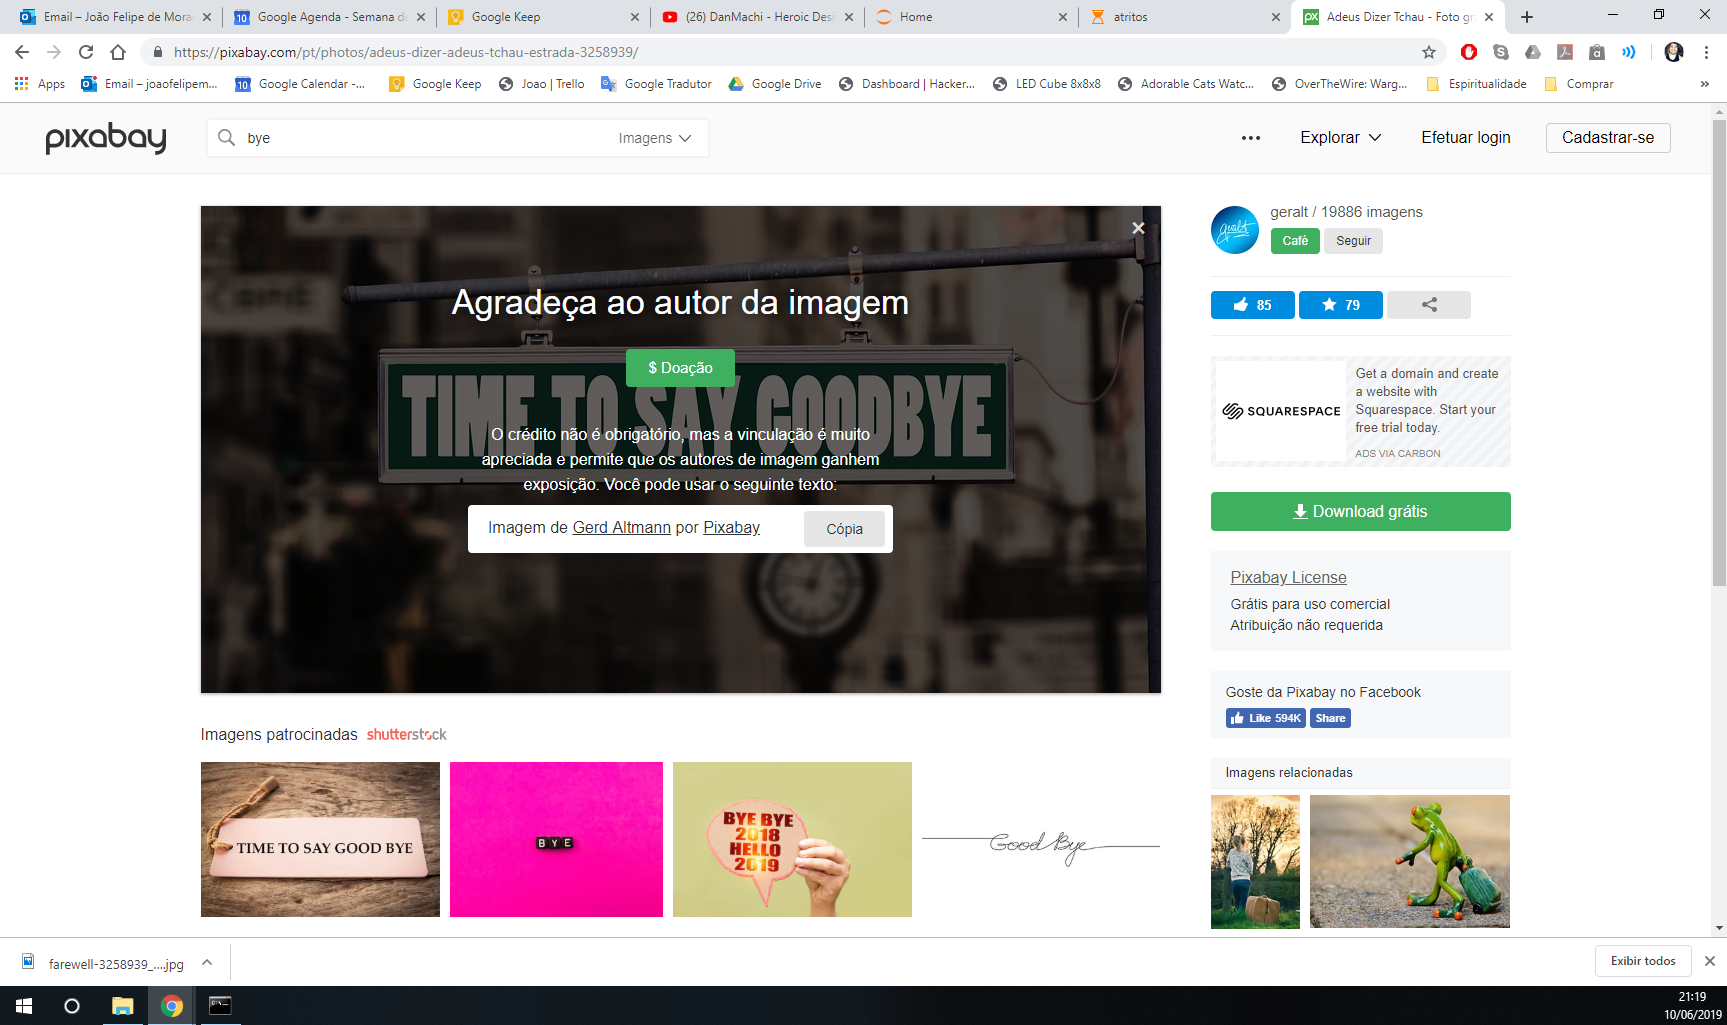 Email – João Felipe de Mora
Google Agenda - Semana de
Google Keep
(26) DanMachi - Heroic Desi
Home
atritos
Adeus Dizer Tchau - Foto gr
https://pixabay.com/pt/photos/adeus-dizer-adeus-tchau-estrada-3258939/
Apps
Email – joaofelipem...
Google Calendar -...
Google Keep
Joao | Trello
Google Tradutor
Google Drive
Dashboard | Hacker...
LED Cube 8x8x8
Adorable Cats Watc...
OverTheWire: Warg...
Espiritualidade
Comprar
»
pixabay
bye
Imagens
Explorar
Efetuar login
Cadastrar-se
Agradeça ao autor da imagem
$ Doação
TIME TO SAY GOODBYE
O crédito não é obrigatório, mas a vinculação é muito
apreciada e permite que os autores de imagem ganhem
exposição. Você pode usar o seguinte texto:
Imagem de Gerd Altmann por Pixabay
Cópia
geralt / 19886 imagens
Café
Seguir
85
79
SQUARESPACE
Get a domain and create
a website with
Squarespace. Start your
free trial today.
ADS VIA CARBON
Download grátis
Pixabay License
Grátis para uso comercial
Atribuição não requerida
Goste da Pixabay no Facebook
Like 594K
Share
Imagens relacionadas
Imagens patrocinadas shutterstock
TIME TO SAY GOOD BYE
BYE
BYE BYE
2018
HELLO
2019
Good Bye
farewell-3258939_....jpg
Exibir todos
21:19
10/06/2019